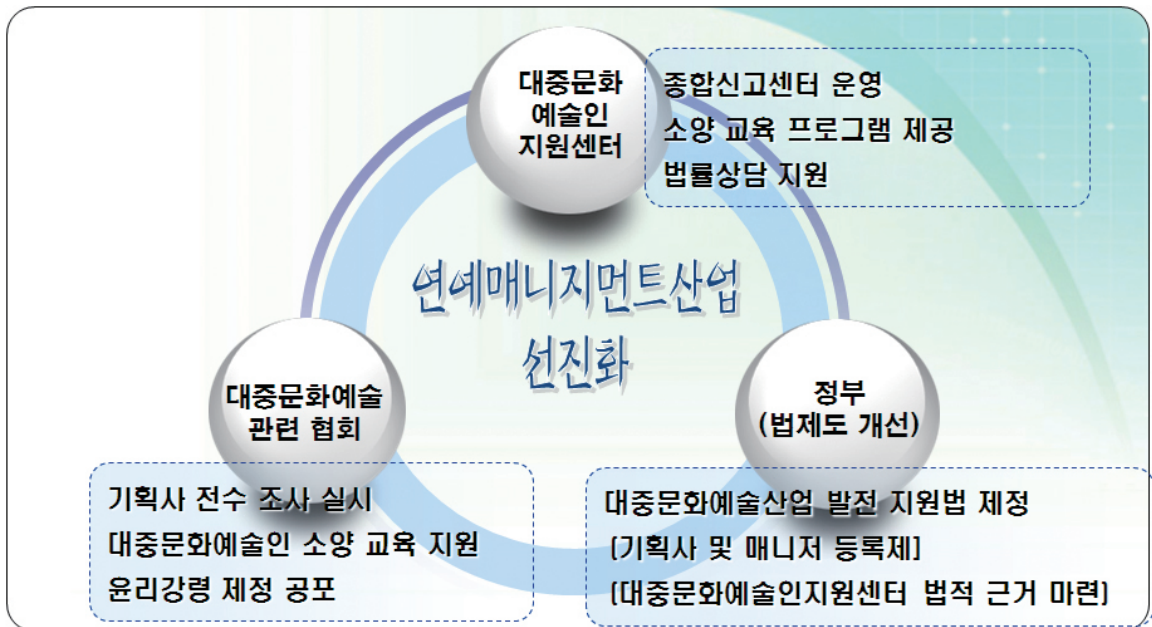 대중문화
예술인
지원센터
종합신고센터 운영
소양 교육 프로그램 제공
법률상담 지원
연예매니지먼트산업
선진화
대중문화예술
관련 협회
기획사 전수 조사 실시
대중문화예술인 소양 교육 지원
윤리강령 제정 공포
정부
(법제도 개선)
대중문화예술산업 발전 지원법 제정
[기획사 및 매니저 등록제]
(대중문화예술인지원센터 법적 근거 마련)